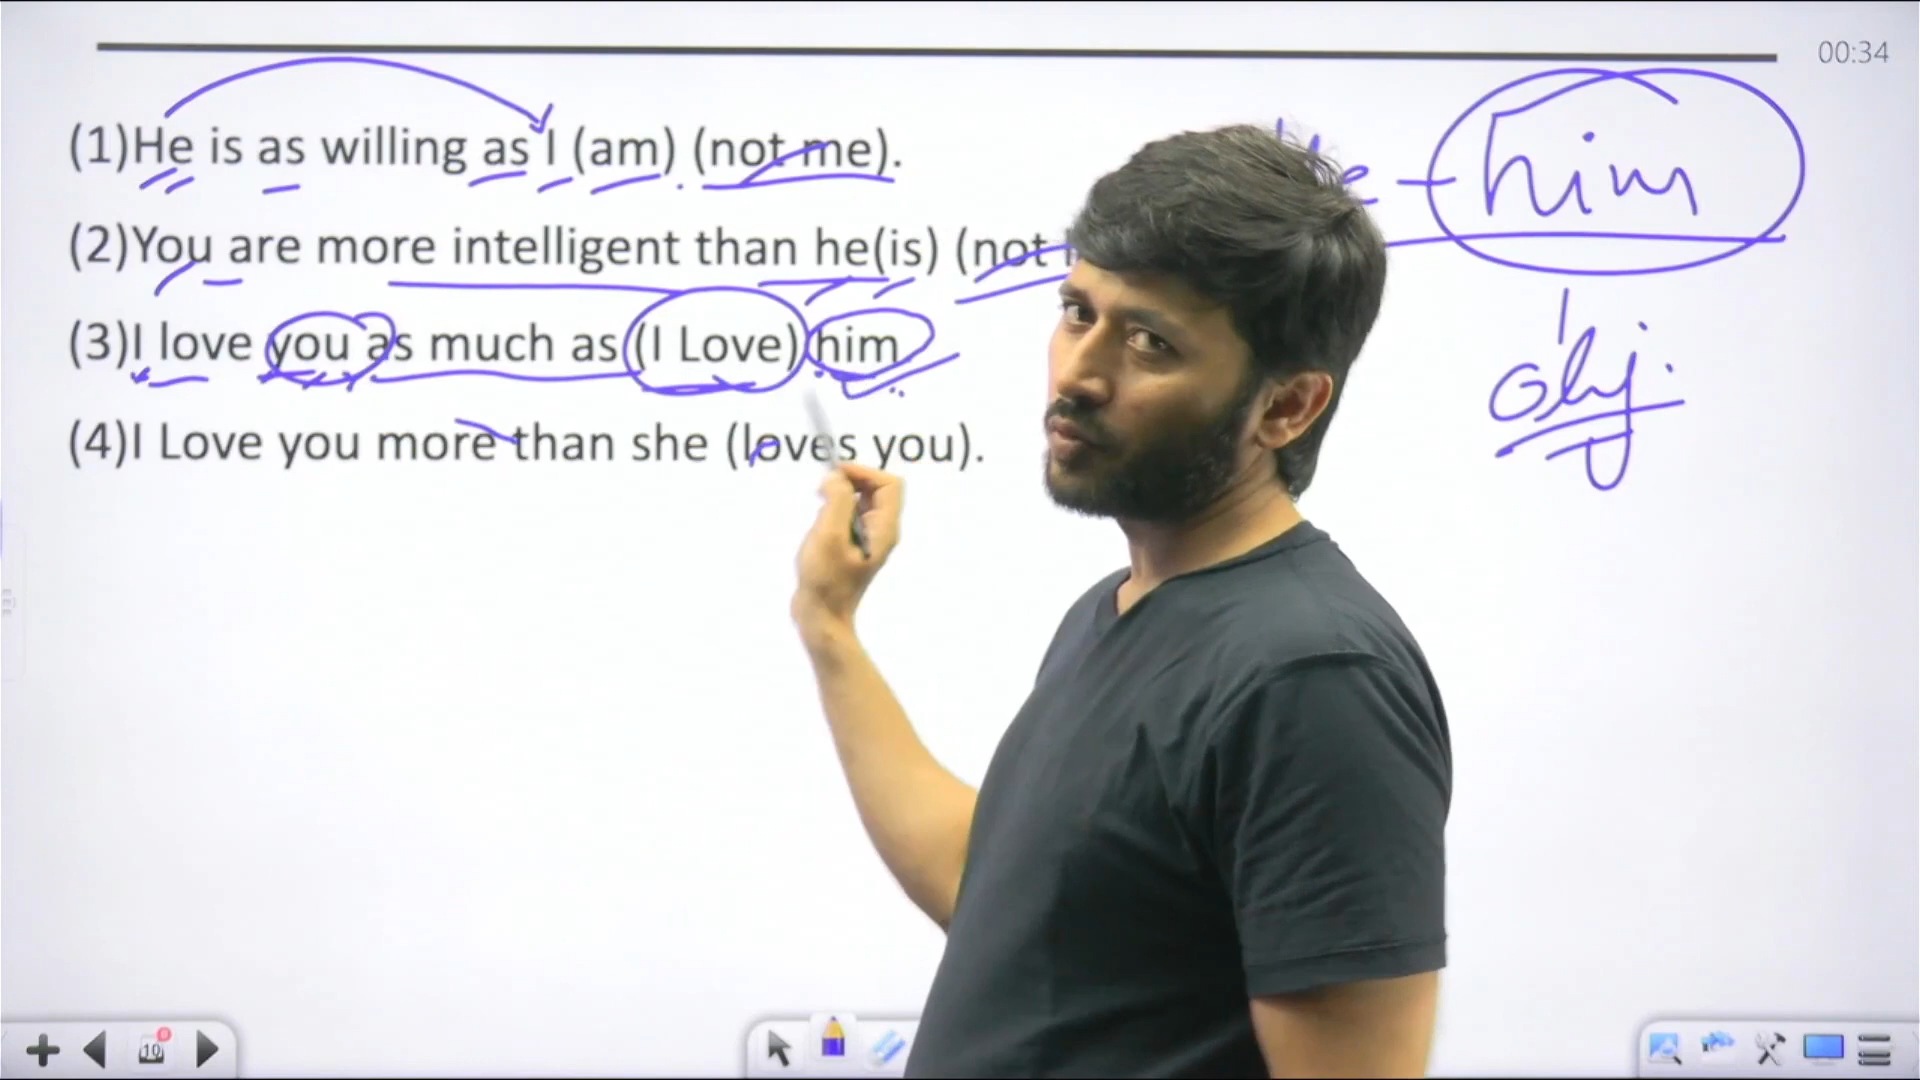 00:34
(1)He is as willing as I (am) (not me).
(2)You are more intelligent than he(is) (not
(3)I love you as much as (I Love) him
(4)I Love you more than she (loves you).
him
obj.
10